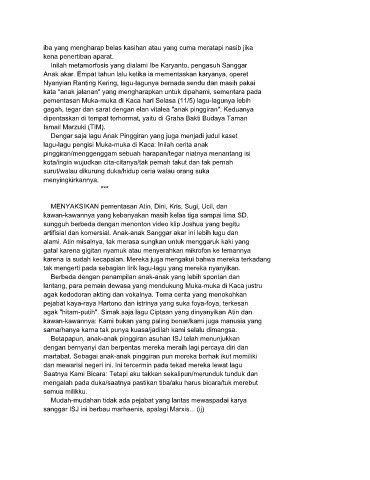 iba yang mengharap belas kasihan atau yang cuma meratapi nasib jika
kena penertiban aparat.
Inilah metamorfosis yang dialami Ibe Karyanto, pengasuh Sanggar
Anak akar. Empat tahun lalu ketika ia mementaskan karyanya, operet
Nyanyian Ranting Kering, lagu-lagunya bernada sendu dan masih pakai
kata "anak jalanan" yang mengharapkan untuk dipahami, sementara pada
pementasan Muka-muka di Kaca hari Selasa (11/5) lagu-lagunya lebih
gagah, tegar dan sarat dengan elan vitalea "anak pinggiran". Keduanya
dipentaskan di tempat terhormat, yaitu di Graha Bakti Budaya Taman
Ismail Marzuki (TIM).
Dengar saja lagu Anak Pinggiran yang juga menjadi judul kaset
lagu-lagu pengisi Muka-muka di Kaca: Inilah cerita anak
pinggiran/menggenggam sebuah harapan/tegar niatnya menantang isi
kota/ingin wujudkan cita-citanya/tak pernah takut dan tak pernah
surut/walau dikurung duka/hidup ceria walau orang suka
menyingkirkannya.
***
MENYAKSIKAN pementasan Atin, Dini, Kris, Sugi, Ucil, dan
kawan-kawannya yang kebanyakan masih kelas tiga sampai lima SD,
sungguh berbeda dengan menonton video klip Joshua yang begitu
artifisial dan komersial. Anak-anak Sanggar akar ini lebih lugu dan
alami. Atin misalnya, tak merasa sungkan untuk menggaruk kaki yang
gatal karena gigitan nyamuk atau menyerahkan mikrofon ke temannya
karena ia sudah kecapaian. Mereka juga mengakui bahwa mereka terkadang
tak mengerti pada sebagian lirik lagu-lagu yang mereka nyanyikan.
Berbeda dengan penampilan anak-anak yang lebih spontan dan
lantang, para pemain dewasa yang mendukung Muka-muka di Kaca justru
agak kedodoran akting dan vokalnya. Tema cerita yang menokohkan
pejabat kaya-raya Hartono dan istrinya yang suka foya-foya, terkesan
agak "hitam-putih". Simak saja lagu Ciptaan yang dinyanyikan Atin dan
kawan-kawannya: Kami bukan yang paling benar/kami juga manusia yang
sama/hanya karna tak punya kuasa/jadilah kami selalu dimangsa.
Betapapun, anak-anak pinggiran asuhan ISJ telah menunjukkan
dengan bernyanyi dan berpentas mereka meraih lagi percaya diri dan
martabat. Sebagai anak-anak pinggiran pun mereka berhak ikut memiliki
dan mewarisi negeri ini. Ini tercermin pada tekad mereka lewat lagu
Saatnya Kami Bicara: Tetapi aku takkan sekalipun/merunduk tunduk dan
mengalah pada duka/saatnya pastikan tiba/aku harus bicara/tuk merebut
semua milikku.
Mudah-mudahan tidak ada pejabat yang lantas mewaspadai karya
sanggar ISJ ini berbau marhaenis, apalagi Marxis... (ij)